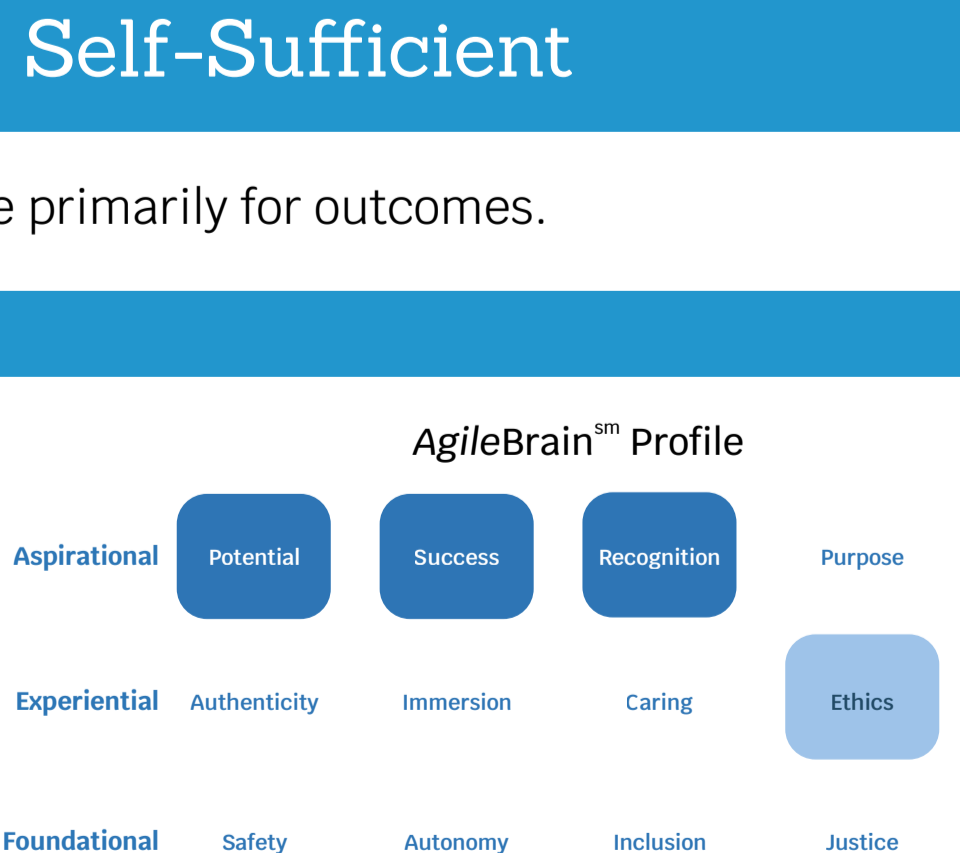 Self-Sufficient
primarily for outcomes.
AgileBrain℠ Profile
Aspirational Potential Success Recognition Purpose
Experiential Authenticity Immersion Caring Ethics
Foundational Safety Autonomy Inclusion Justice